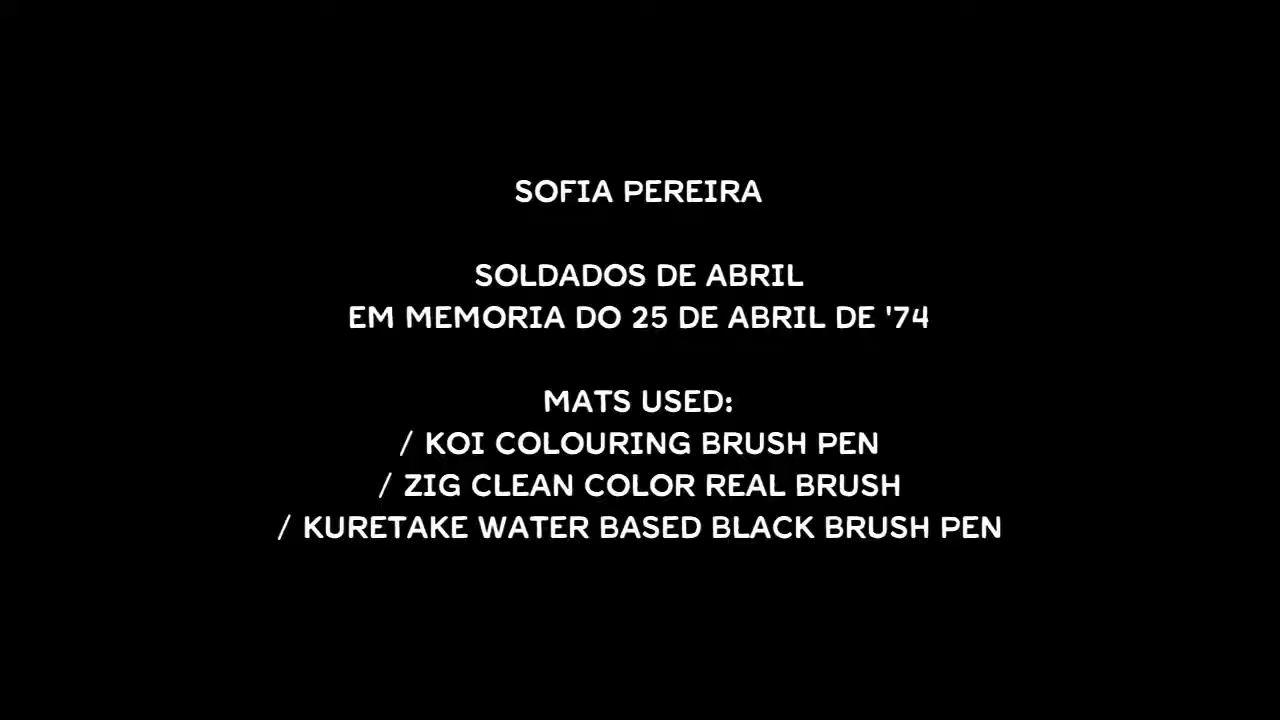 SOFIA PEREIRA
SOLDADOS DE ABRIL
EM MEMORIA DO 25 DE ABRIL DE '74
MATS USED:
/ KOI COLOURING BRUSH PEN
/ ZIG CLEAN COLOR REAL BRUSH
/ KURETAKE WATER BASED BLACK BRUSH PEN